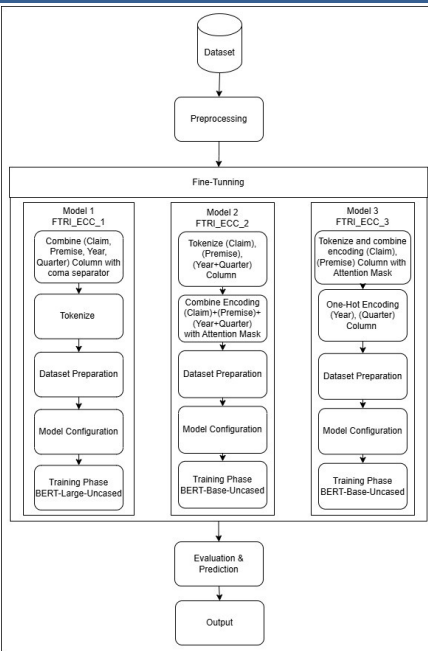 Dataset
Preprocessing
Fine-Tunning
Model 1
FTRI_ECC_1
Combine (Claim,
Premise, Year,
Quarter) Column with
coma separator
Tokenize
Dataset Preparation
Model Configuration
Training Phase
BERT-Large-Uncased
Model 2
FTRI_ECC_2
Tokenize (Claim),
(Premise),
(Year+Quarter)
Column
Combine Encoding
(Claim)+(Premise)+
(Year+Quarter)
with Attention Mask
Dataset Preparation
Model Configuration
Training Phase
BERT-Base-Uncased
Model 3
FTRI_ECC_3
Tokenize and combine
encoding (Claim),
(Premise) Column with
Attention Mask
One-Hot Encoding
(Year), (Quarter)
Column
Dataset Preparation
Model Configuration
Training Phase
BERT-Base-Uncased
Evaluation &
Prediction
Output